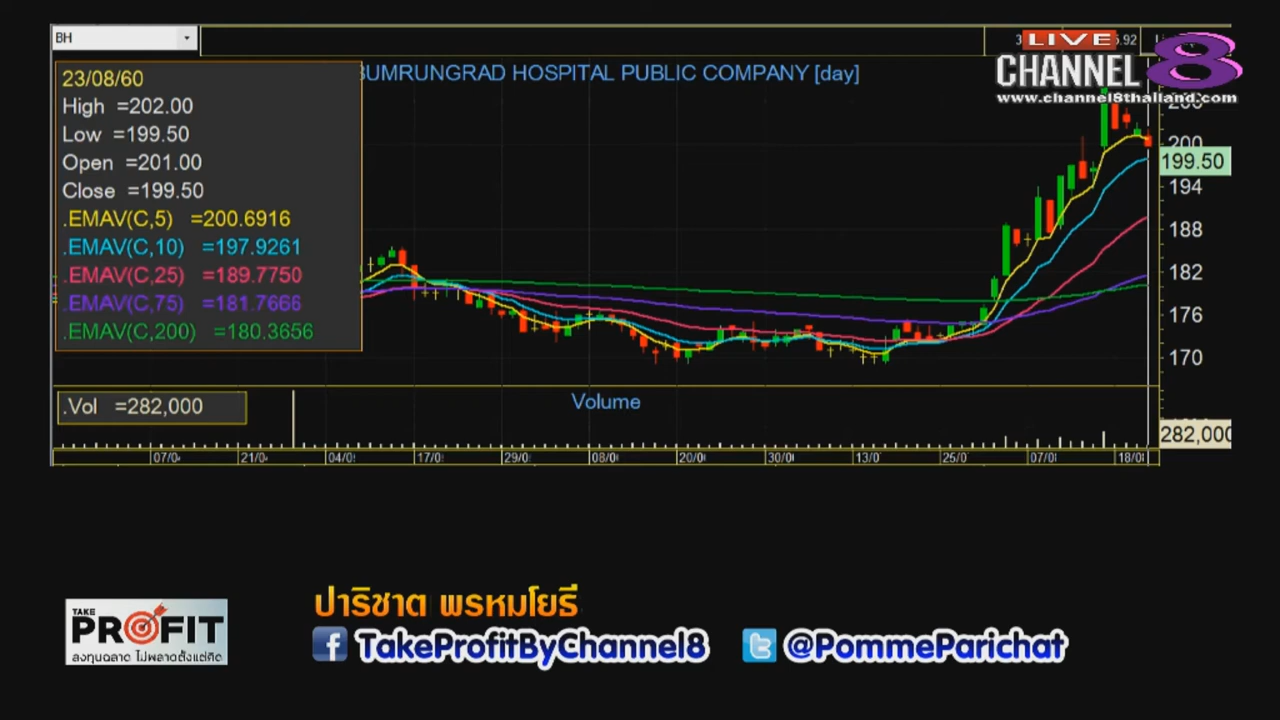 BH
LIVE
CHANNEL 8
www.channel8thailand.com
BUMRUNGRAD HOSPITAL PUBLIC COMPANY [day]
23/08/60
High =202.00
Low =199.50
Open =201.00
Close =199.50
.EMAV(C,5) =200.6916
.EMAV(C,10) =197.9261
.EMAV(C,25) =189.7750
.EMAV(C,75) =181.7666
.EMAV(C,200) =180.3656
200
199.50
194
188
182
176
170
.Vol =282,000
Volume
282,000
07/0 21/0 04/0 17/0 29/0 08/0 20/0 30/0 13/0 25/0 07/0 18/0
TAKE
PROFIT
ลงทุนฉลาด ไม่พลาดตั้งแต่คิด
ปาริชาต พรหมโยธี
TakeProfitByChannel8 @PommeParichat